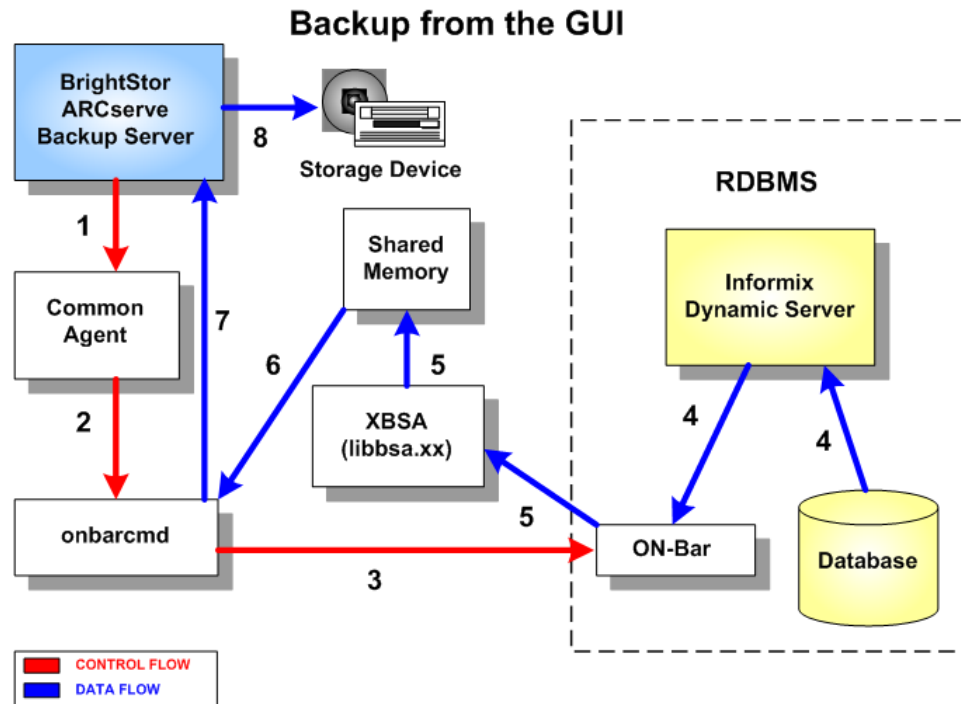 Backup from the GUI
BrightStor
ARCserve
Backup Server
8
Storage Device
RDBMS
1
Shared
Memory
Informix
Dynamic Server
Common
Agent
7
6
5
2
XBSA
(libbsa.xx)
4
4
5
onbarcmd
ON-Bar
Database
3
CONTROL FLOW
DATA FLOW